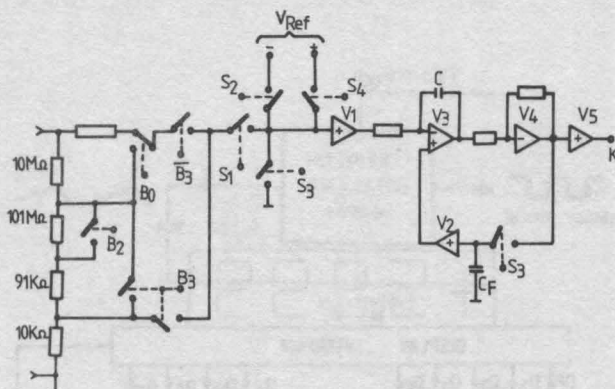 V Ref
- +
S2
S4
C
V1
V3
V4
V5
K
10MΩ
B0
B̅3
S1
S3
101MΩ
B2
V2
S3
CF
91KΩ
B3
10KΩ